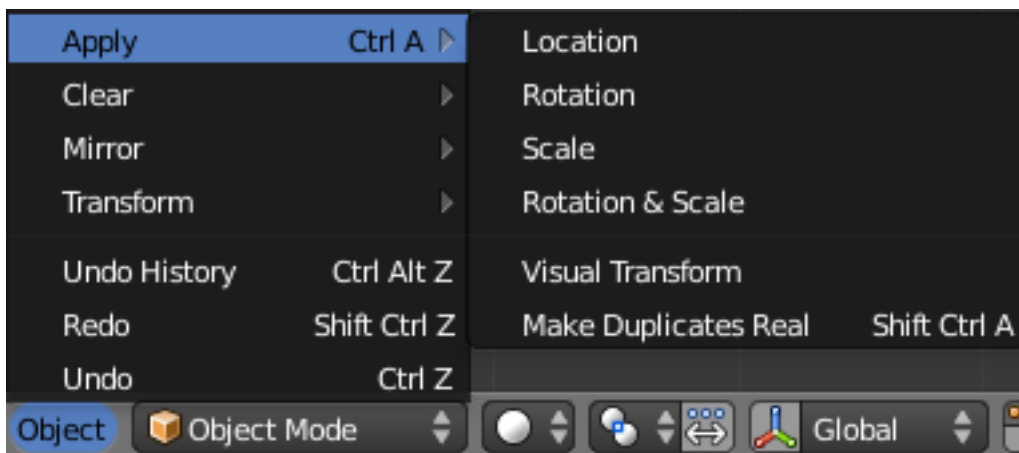 Apply Ctrl A
Clear
Mirror
Transform
Undo History Ctrl Alt Z
Redo Shift Ctrl Z
Undo Ctrl Z
Location
Rotation
Scale
Rotation & Scale
Visual Transform
Make Duplicates Real Shift Ctrl A
Object Object Mode Global